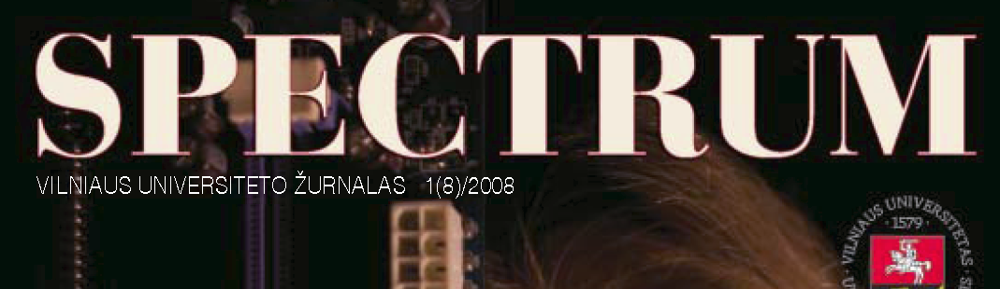 SPECTRUM
VILNIAUS UNIVERSITETO ŽURNALAS 1(8)/2008
VILNIAUS UNIVERSITETAS
1579